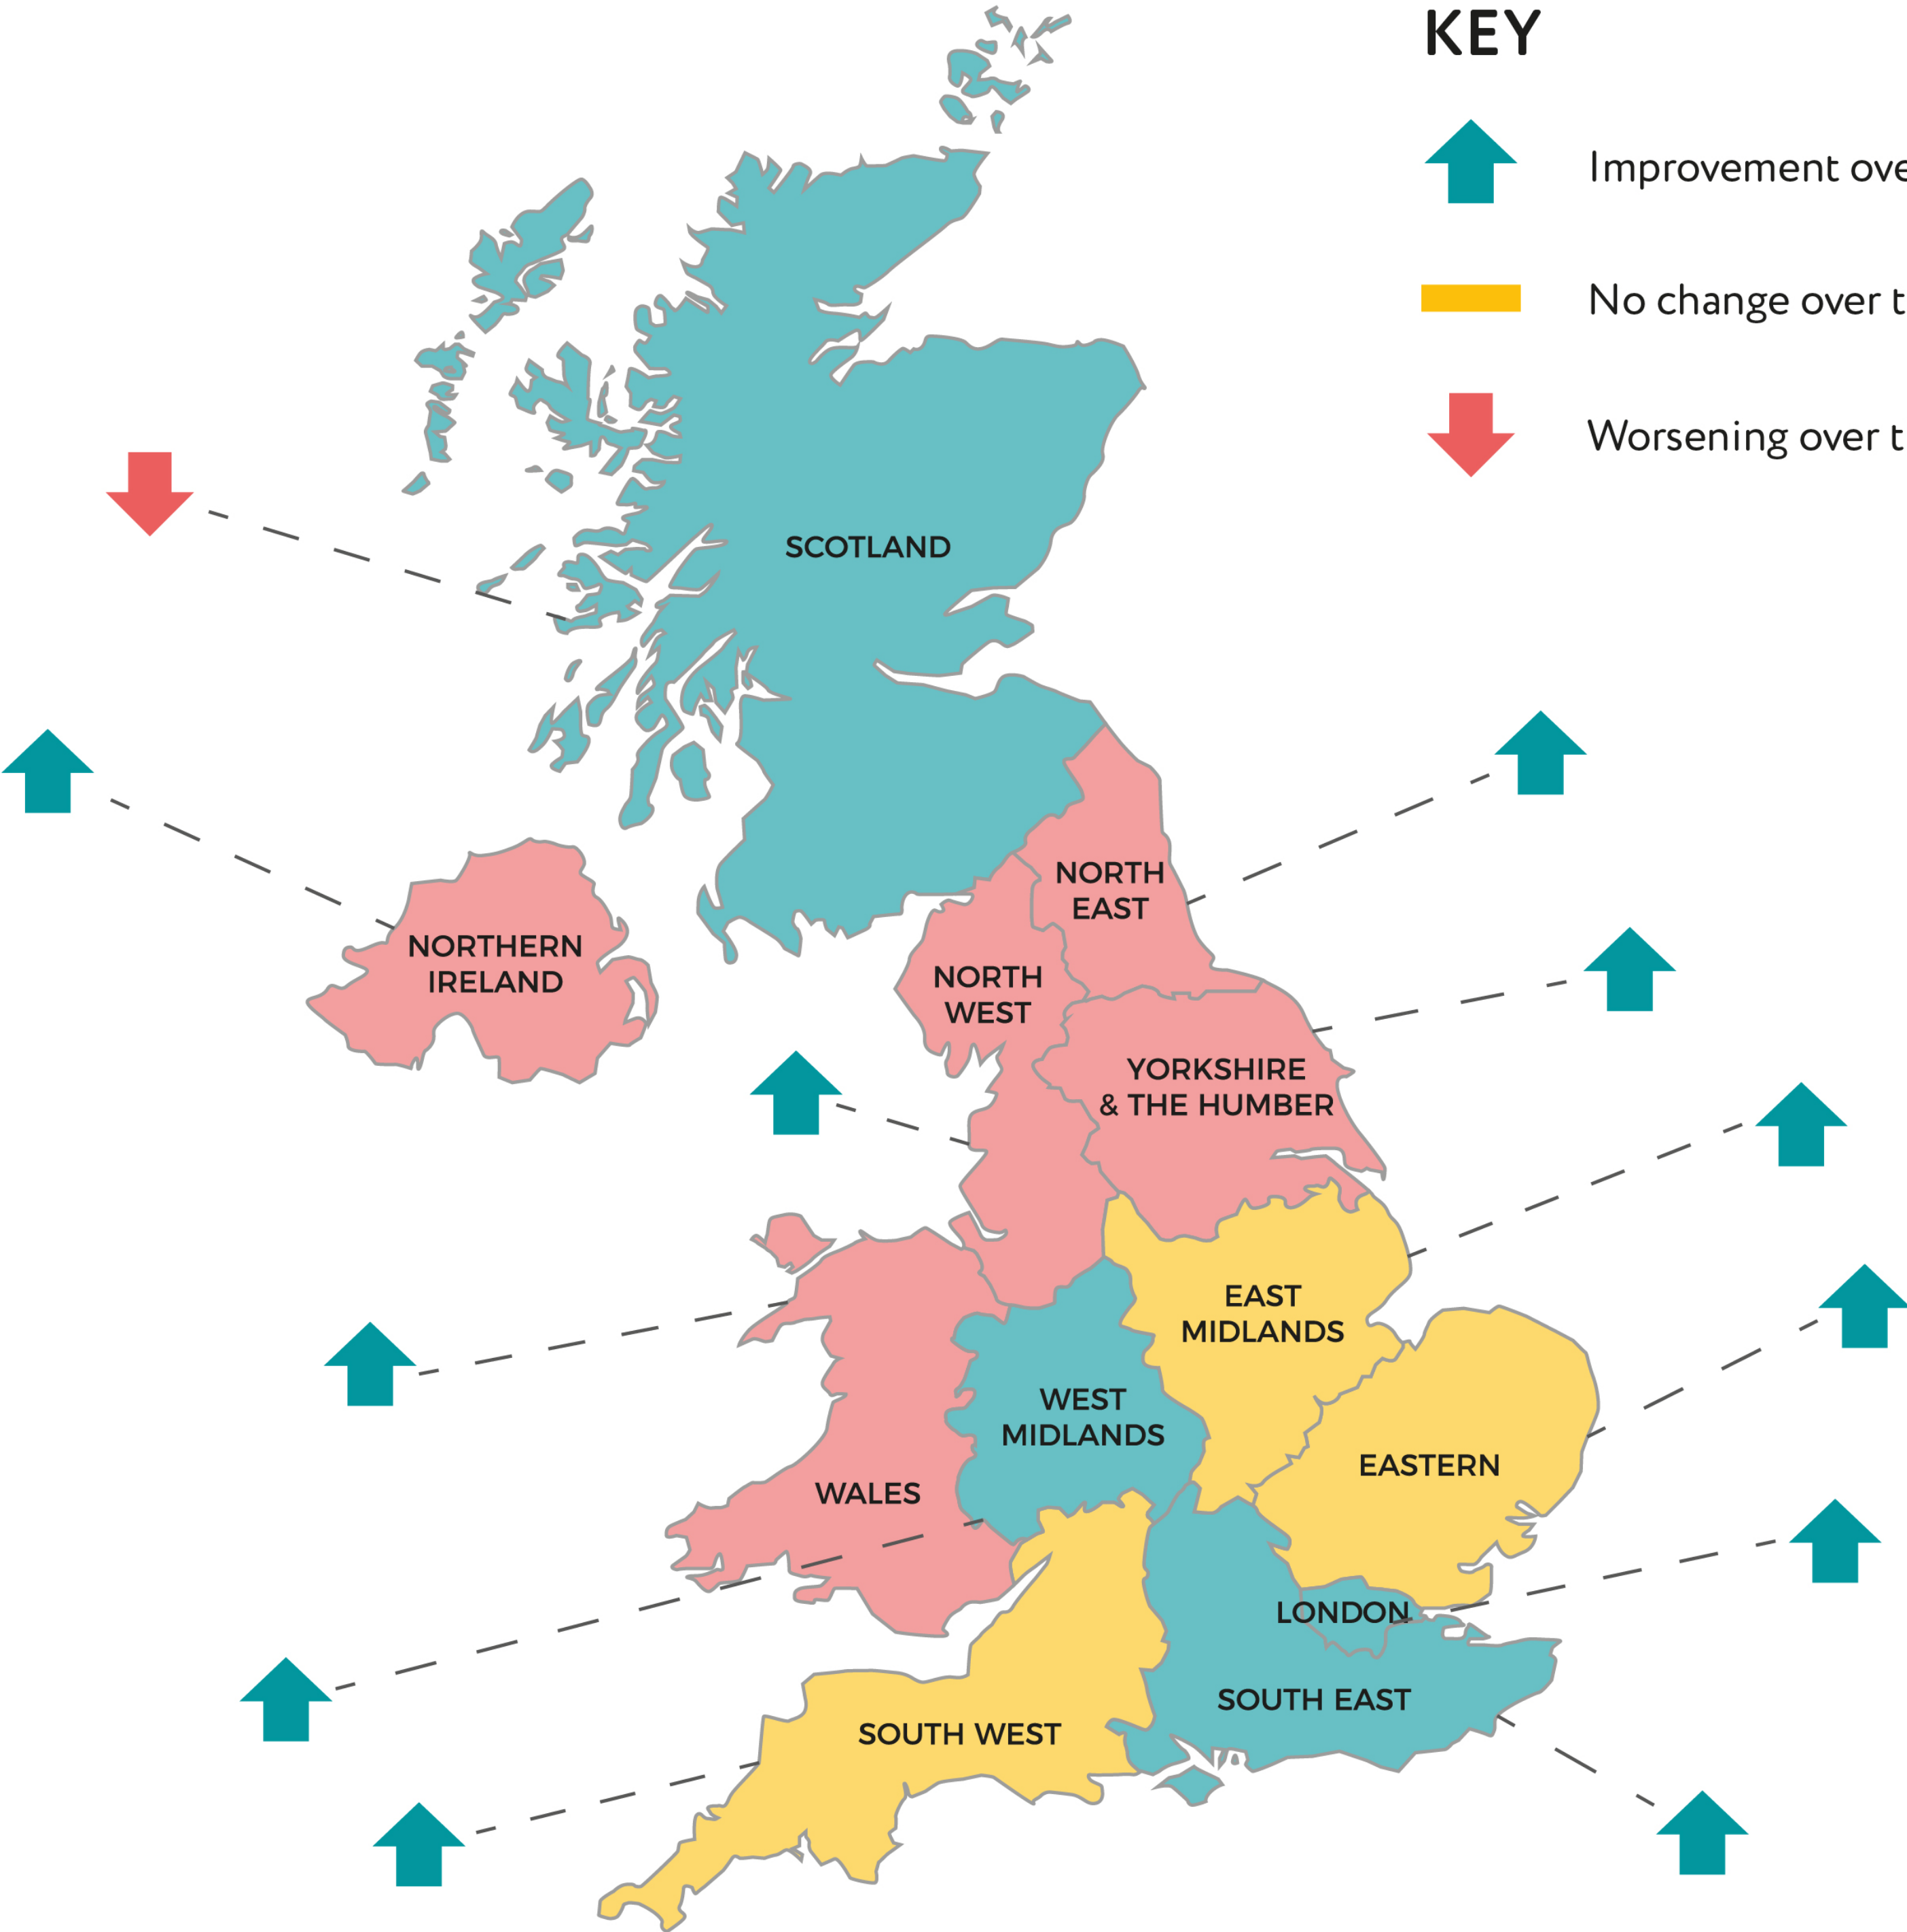 KEY
Improvement ove
No change over t
Worsening over t
SCOTLAND
NORTH
EAST
NORTHERN
IRELAND
NORTH
WEST
YORKSHIRE
& THE HUMBER
EAST
MIDLANDS
WEST
MIDLANDS
EASTERN
WALES
LONDON
SOUTH EAST
SOUTH WEST